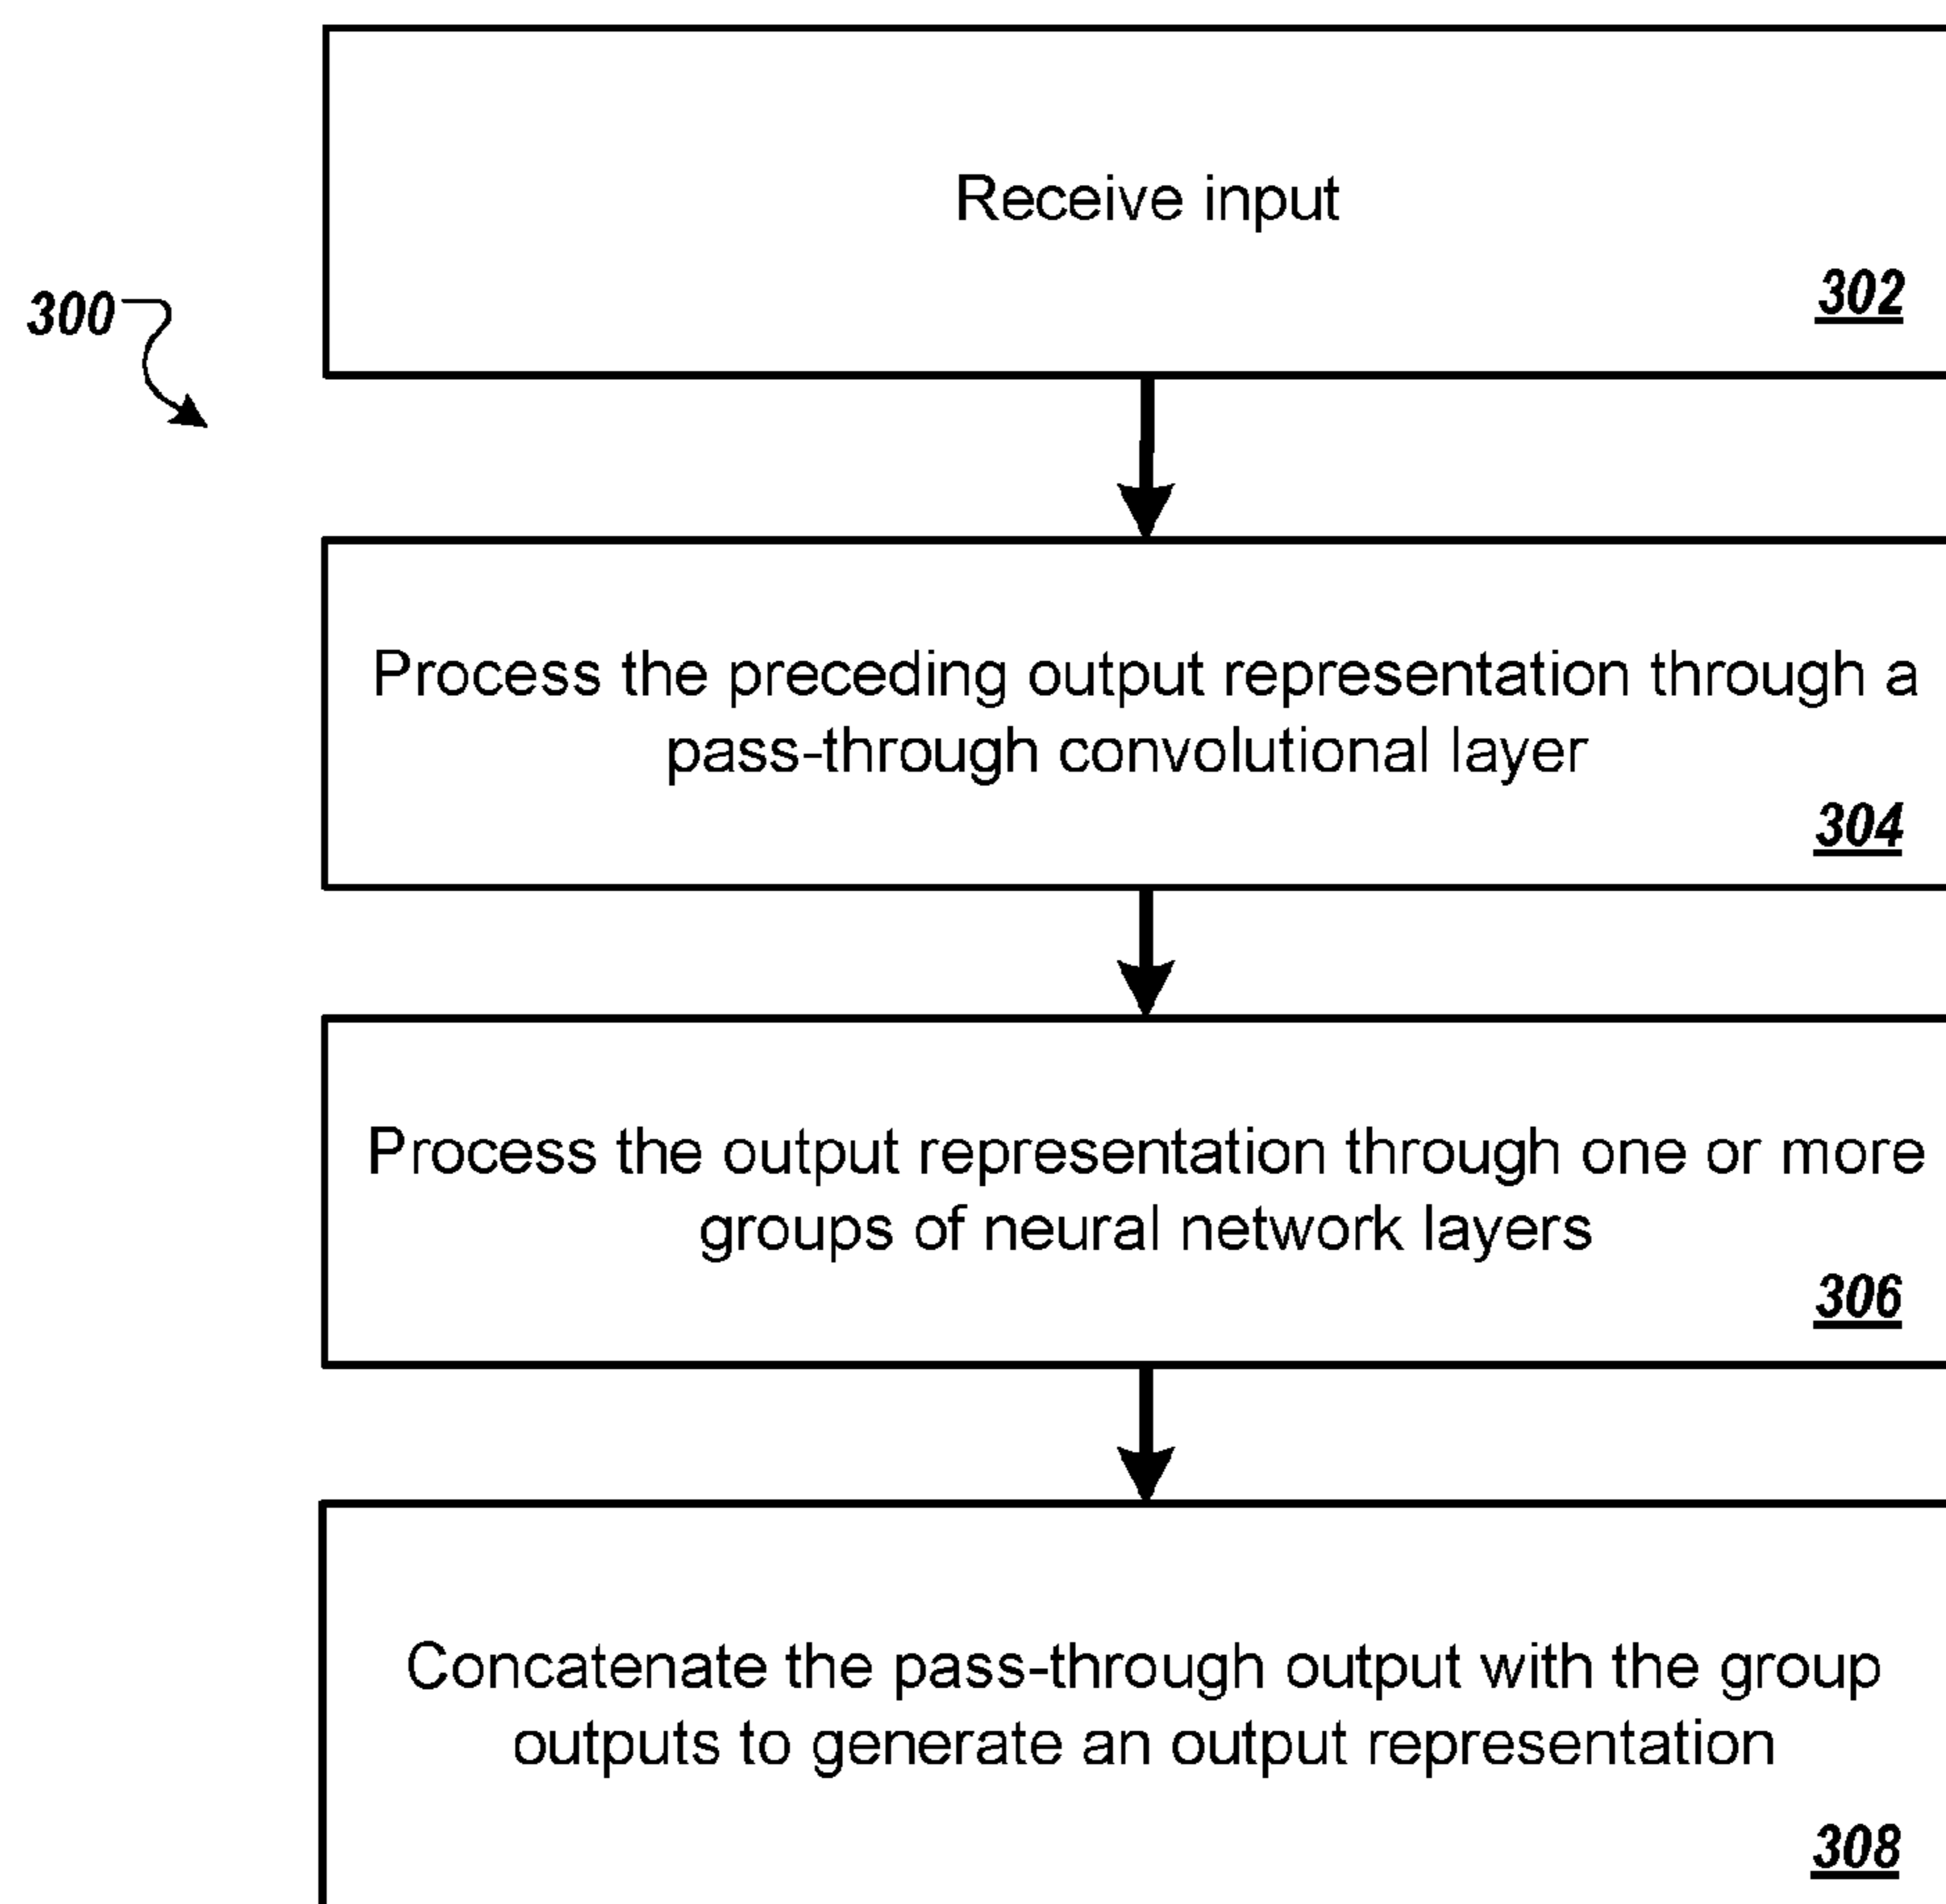 Receive input
302
300
Process the preceding output representation through a
pass-through convolutional layer
304
Process the output representation through one or more
groups of neural network layers
306
Concatenate the pass-through output with the group
outputs to generate an output representation
308